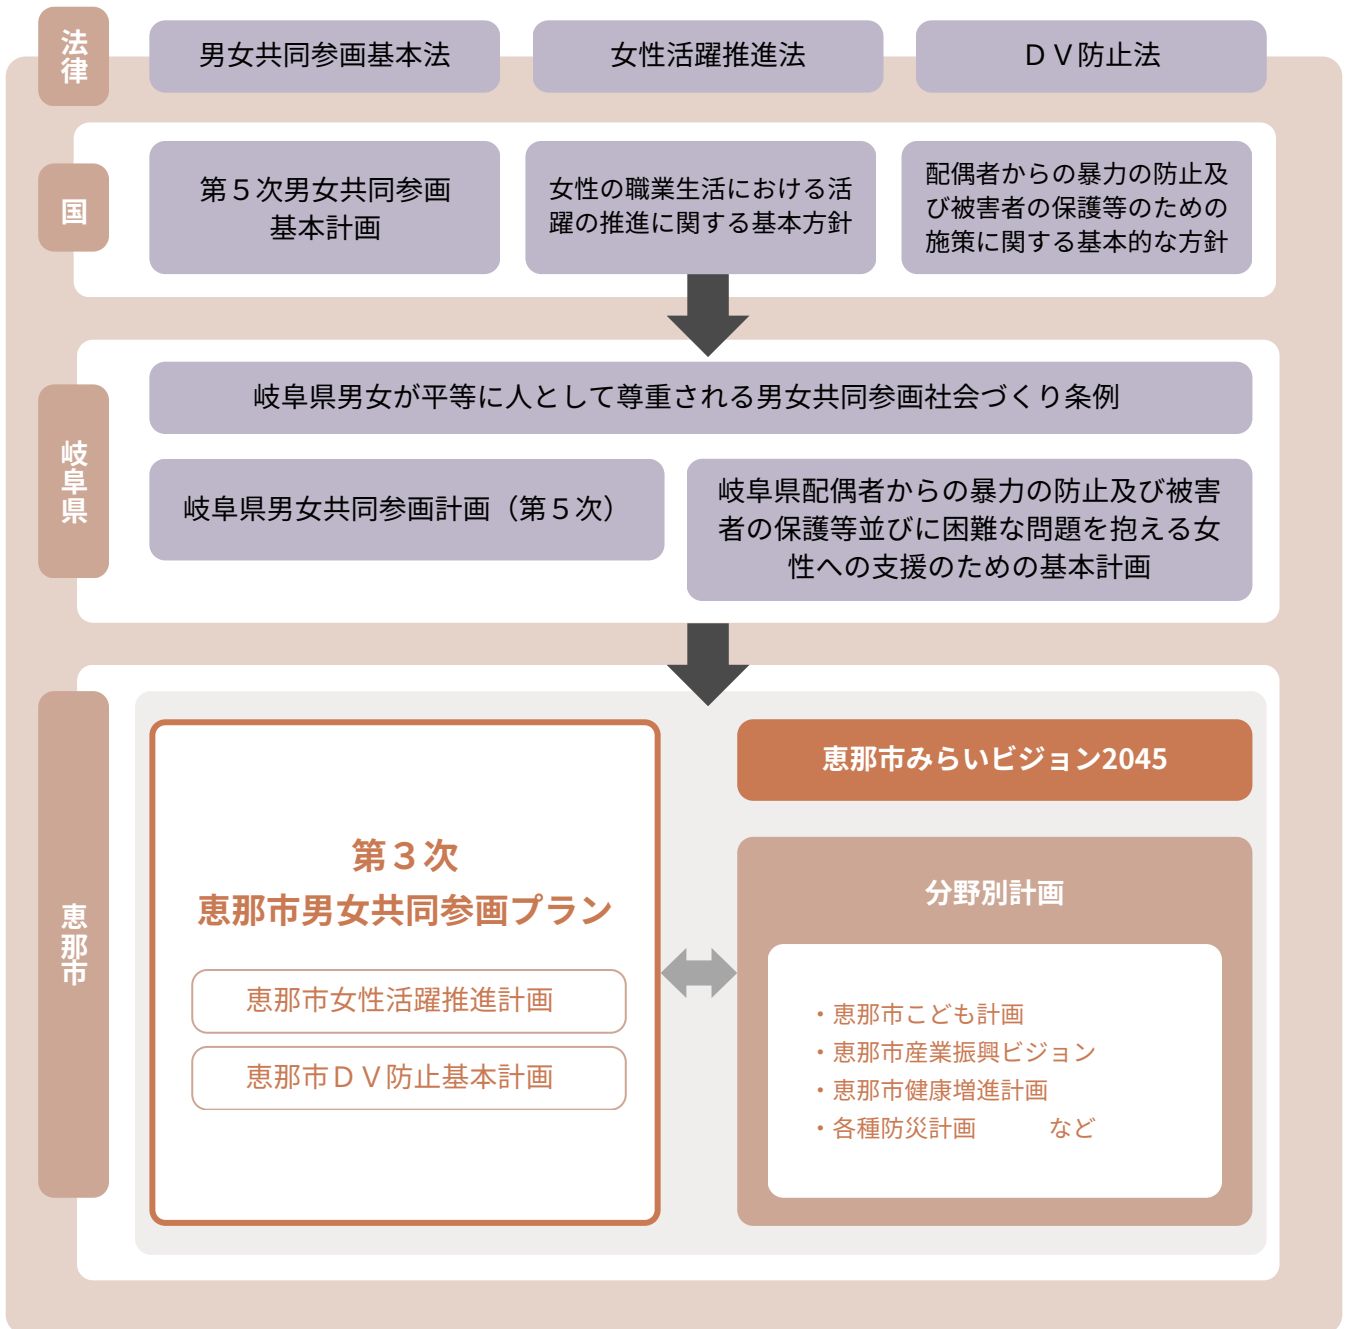 法律
男女共同参画基本法
女性活躍推進法
ＤＶ防止法
国
第５次男女共同参画
基本計画
女性の職業生活における活
躍の推進に関する基本方針
配偶者からの暴力の防止及
び被害者の保護等のための
施策に関する基本的な方針
岐阜県
岐阜県男女が平等に人として尊重される男女共同参画社会づくり条例
岐阜県男女共同参画計画（第５次）
岐阜県配偶者からの暴力の防止及び被害
者の保護等並びに困難な問題を抱える女
性への支援のための基本計画
恵那市
第３次
恵那市男女共同参画プラン
恵那市女性活躍推進計画
恵那市ＤＶ防止基本計画
恵那市みらいビジョン2045
分野別計画
・恵那市こども計画
・恵那市産業振興ビジョン
・恵那市健康増進計画
・各種防災計画　　　など